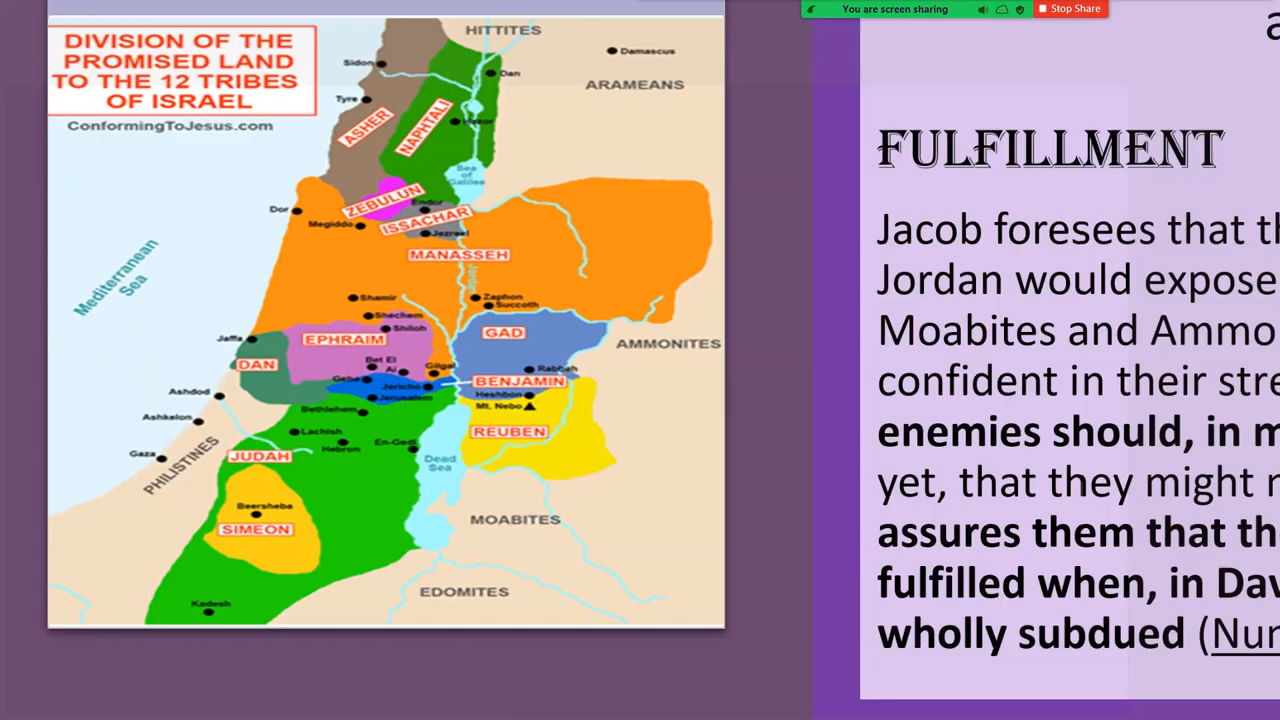 You are screen sharing
Stop Share
DIVISION OF THE
PROMISED LAND
TO THE 12 TRIBES
OF ISRAEL
ConformingToJesus.com
HITTITES
Damascus
Sidon
Dan
ARAMEANS
Tyre
ASHER
NAPHTALI
Hazor
Sea
of
Galilee
ZEBULUN
Endor
Dor
ISSACHAR
Megiddo
Jezreel
MANASSEH
Mediterranean
Sea
Jordan
Shamir
Zaphon
Succoth
Shechem
Shiloh
GAD
Jaffa
EPHRAIM
AMMONITES
DAN
Bet El
Ai
Gilgal
Rabbah
Geba
Jericho
BENJAMIN
Ashdod
Jerusalem
Heshbon
Bethlehem
Mt. Nebo
Ashkelon
Lachish
REUBEN
Hebron
En-Gedi
Gaza
PHILISTINES
JUDAH
Dead
Sea
Beersheba
SIMEON
MOABITES
EDOMITES
Kadesh
a
FULFILLMENT
Jacob foresees that th
Jordan would expose
Moabites and Ammo
confident in their stre
enemies should, in m
yet, that they might n
assures them that the
fulfilled when, in Dav
wholly subdued (Num